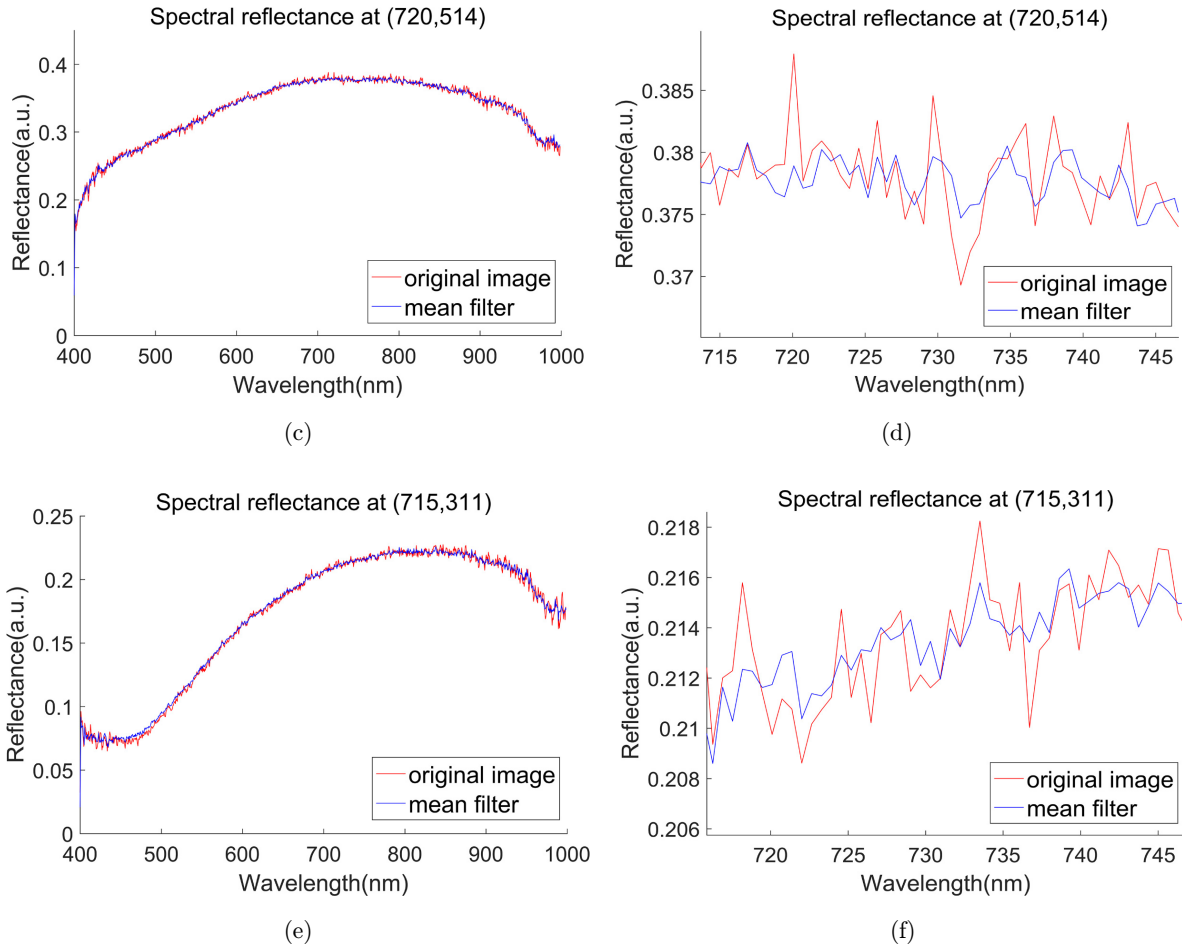 Spectral reflectance at (720,514)
Reflectance(a.u.)
0.4
0.3
0.2
0.1
0
original image
mean filter
400 500 600 700 800 900 1000
Wavelength(nm)
(c)
Spectral reflectance at (720,514)
Reflectance(a.u.)
0.385
0.38
0.375
0.37
original image
mean filter
715 720 725 730 735 740 745
Wavelength(nm)
(d)
Spectral reflectance at (715,311)
Reflectance(a.u.)
0.25
0.2
0.15
0.1
0.05
0
original image
mean filter
400 500 600 700 800 900 1000
Wavelength(nm)
(e)
Spectral reflectance at (715,311)
Reflectance(a.u.)
0.218
0.216
0.214
0.212
0.21
0.208
0.206
original image
mean filter
720 725 730 735 740 745
Wavelength(nm)
(f)